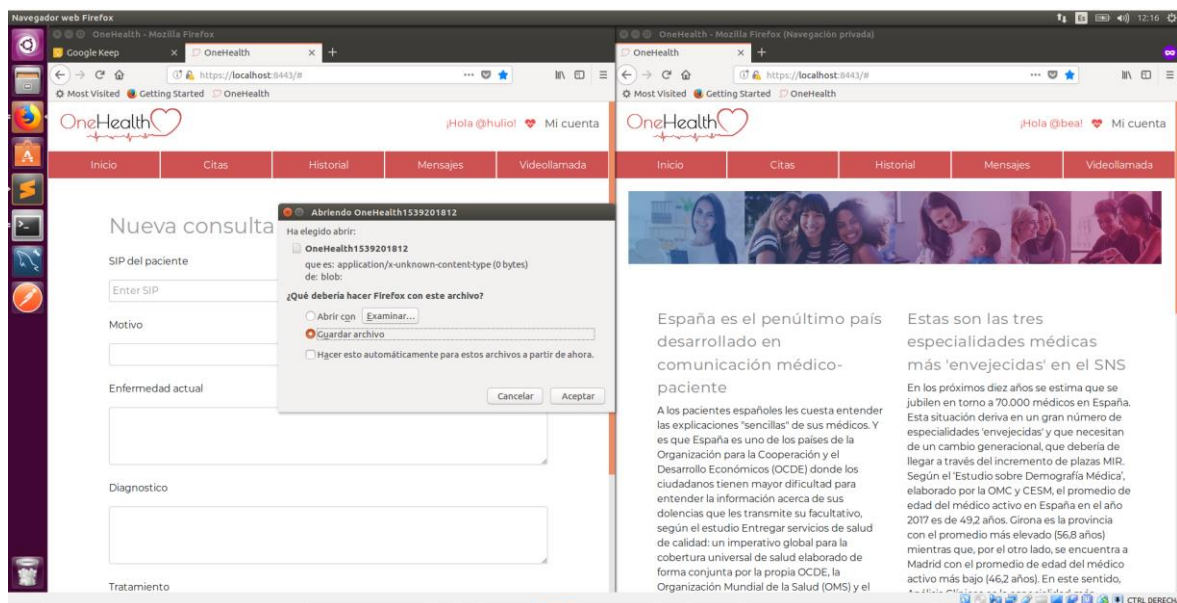 Navegador web Firefox
Es
12:16
OneHealth - Mozilla Firefox
Google Keep
OneHealth
https://localhost:8443/#
Most Visited
Getting Started
OneHealth
OneHealth
¡Hola @hulio!
Mi cuenta
Inicio
Citas
Historial
Mensajes
Videollamada
Nueva consulta
SIP del paciente
Enter SIP
Motivo
Enfermedad actual
Diagnostico
Tratamiento
Abriendo OneHealth1539201812
Ha elegido abrir:
OneHealth1539201812
que es: application/x-unknown-content-type (0 bytes)
de: blob:
¿Qué debería hacer Firefox con este archivo?
Abrir con
Examinar...
Guardar archivo
Hacer esto automáticamente para estos archivos a partir de ahora.
Cancelar
Aceptar
OneHealth - Mozilla Firefox (Navegación privada)
OneHealth
https://localhost:8443/#
Most Visited
Getting Started
OneHealth
OneHealth
¡Hola @bea!
Mi cuenta
Inicio
Citas
Historial
Mensajes
Videollamada
España es el penúltimo país
desarrollado en
comunicación médico-
paciente
A los pacientes españoles les cuesta entender
las explicaciones "sencillas" de sus médicos. Y
es que España es uno de los países de la
Organización para la Cooperación y el
Desarrollo Económicos (OCDE) donde los
ciudadanos tienen mayor dificultad para
entender la información acerca de sus
dolencias que les transmite su facultativo,
según el estudio Entregar servicios de salud
de calidad: un imperativo global para la
cobertura universal de salud elaborado de
forma conjunta por la propia OCDE, la
Organización Mundial de la Salud (OMS) y el
Estas son las tres
especialidades médicas
más 'envejecidas' en el SNS
En los próximos diez años se estima que se
jubilen en torno a 70.000 médicos en España.
Esta situación deriva en un gran número de
especialidades 'envejecidas' y que necesitan
de un cambio generacional, que debería de
llegar a través del incremento de plazas MIR.
Según el 'Estudio sobre Demografía Médica',
elaborado por la OMC y CESM, el promedio de
edad del médico activo en España en el año
2017 es de 49,2 años. Girona es la provincia
con el promedio más elevado (56,8 años)
mientras que, por el otro lado, se encuentra a
Madrid con el promedio de edad del médico
activo más bajo (46,2 años). En este sentido,
CTRL DERECHA